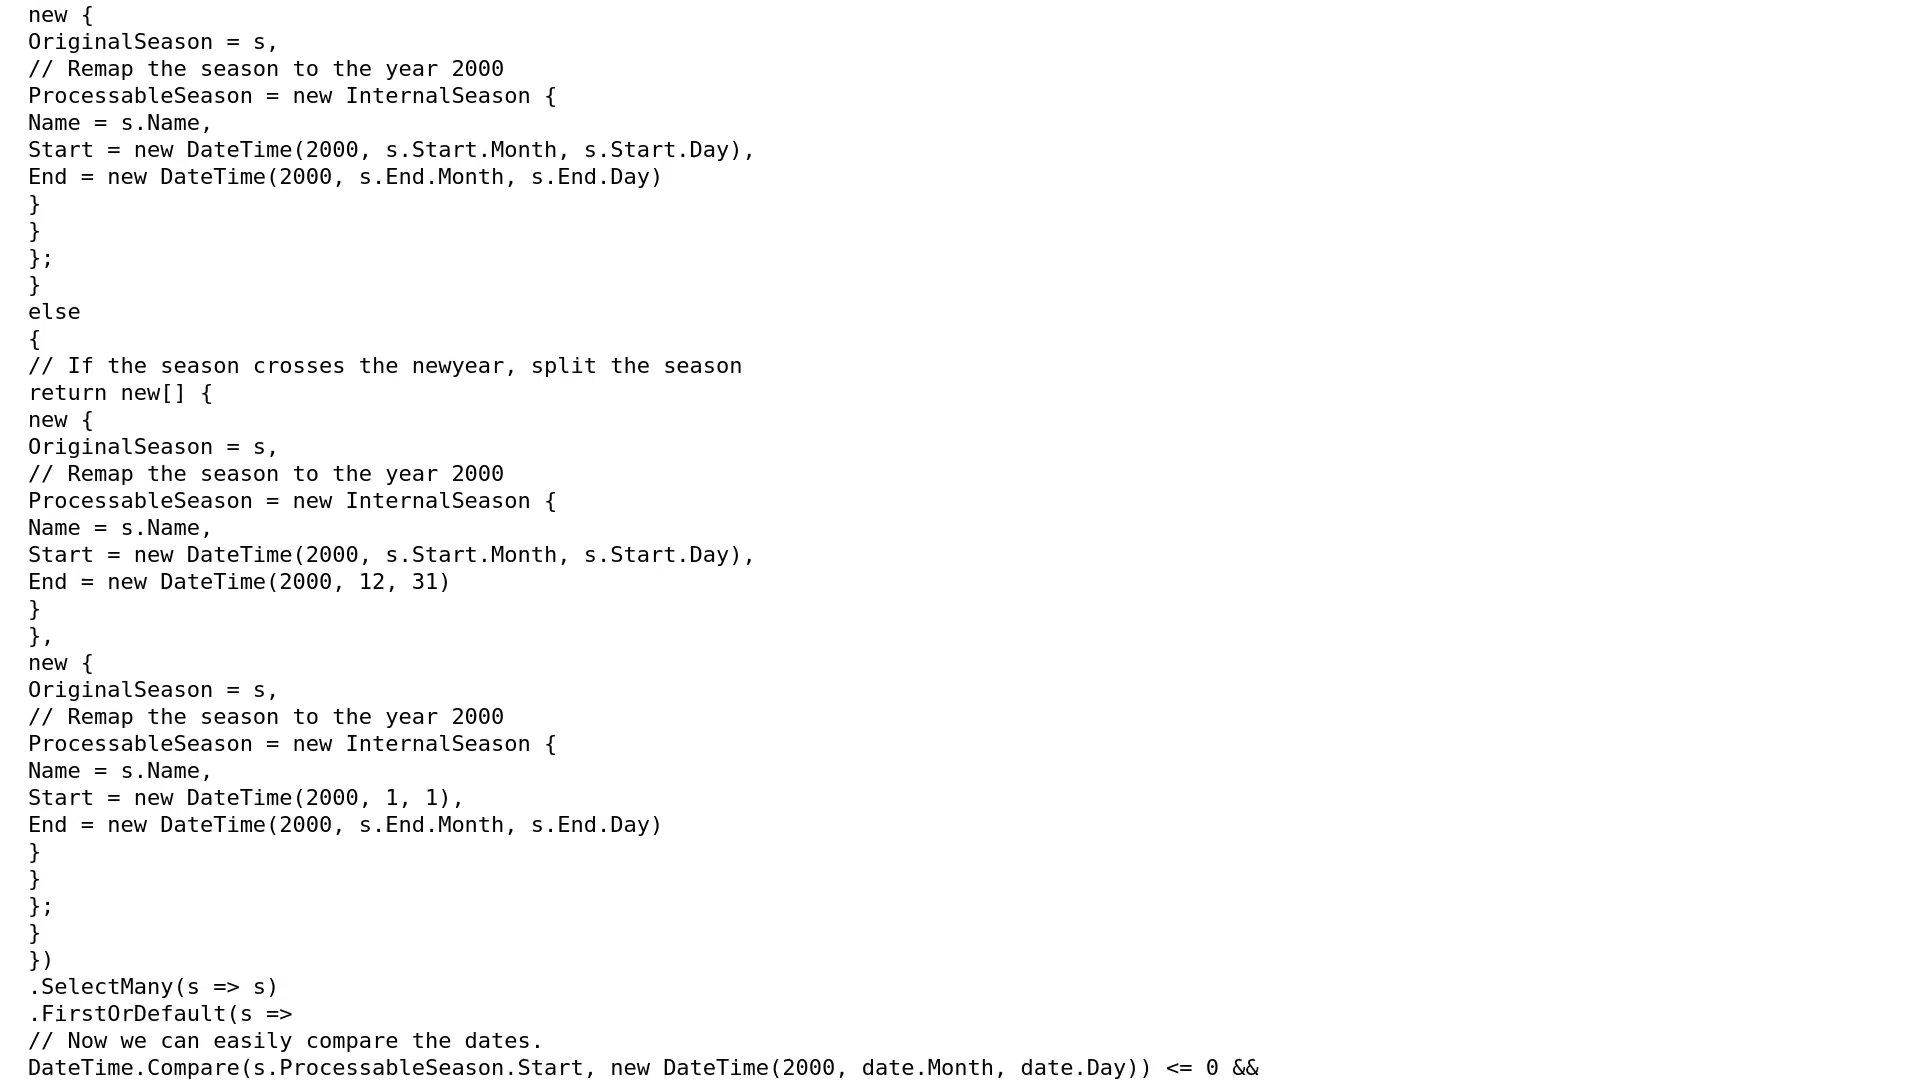 new {
OriginalSeason = s,
// Remap the season to the year 2000
ProcessableSeason = new InternalSeason {
Name = s.Name,
Start = new DateTime(2000, s.Start.Month, s.Start.Day),
End = new DateTime(2000, s.End.Month, s.End.Day)
}
}
};
}
else
{
// If the season crosses the newyear, split the season
return new[] {
new {
OriginalSeason = s,
// Remap the season to the year 2000
ProcessableSeason = new InternalSeason {
Name = s.Name,
Start = new DateTime(2000, s.Start.Month, s.Start.Day),
End = new DateTime(2000, 12, 31)
}
},
new {
OriginalSeason = s,
// Remap the season to the year 2000
ProcessableSeason = new InternalSeason {
Name = s.Name,
Start = new DateTime(2000, 1, 1),
End = new DateTime(2000, s.End.Month, s.End.Day)
}
}
};
}
})
.SelectMany(s => s)
.FirstOrDefault(s =>
// Now we can easily compare the dates.
DateTime.Compare(s.ProcessableSeason.Start, new DateTime(2000, date.Month, date.Day)) <= 0 &&